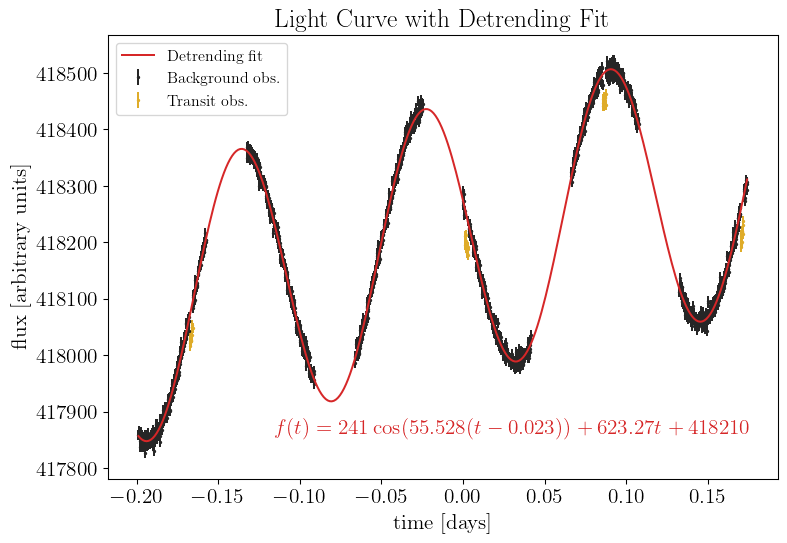 Light Curve with Detrending Fit
Detrending fit
Background obs.
Transit obs.
flux [arbitrary units]
418500
418400
418300
418200
418100
418000
417900
417800
f(t) = 241 cos(55.528(t − 0.023)) + 623.27t + 418210
−0.20 −0.15 −0.10 −0.05 0.00 0.05 0.10 0.15
time [days]